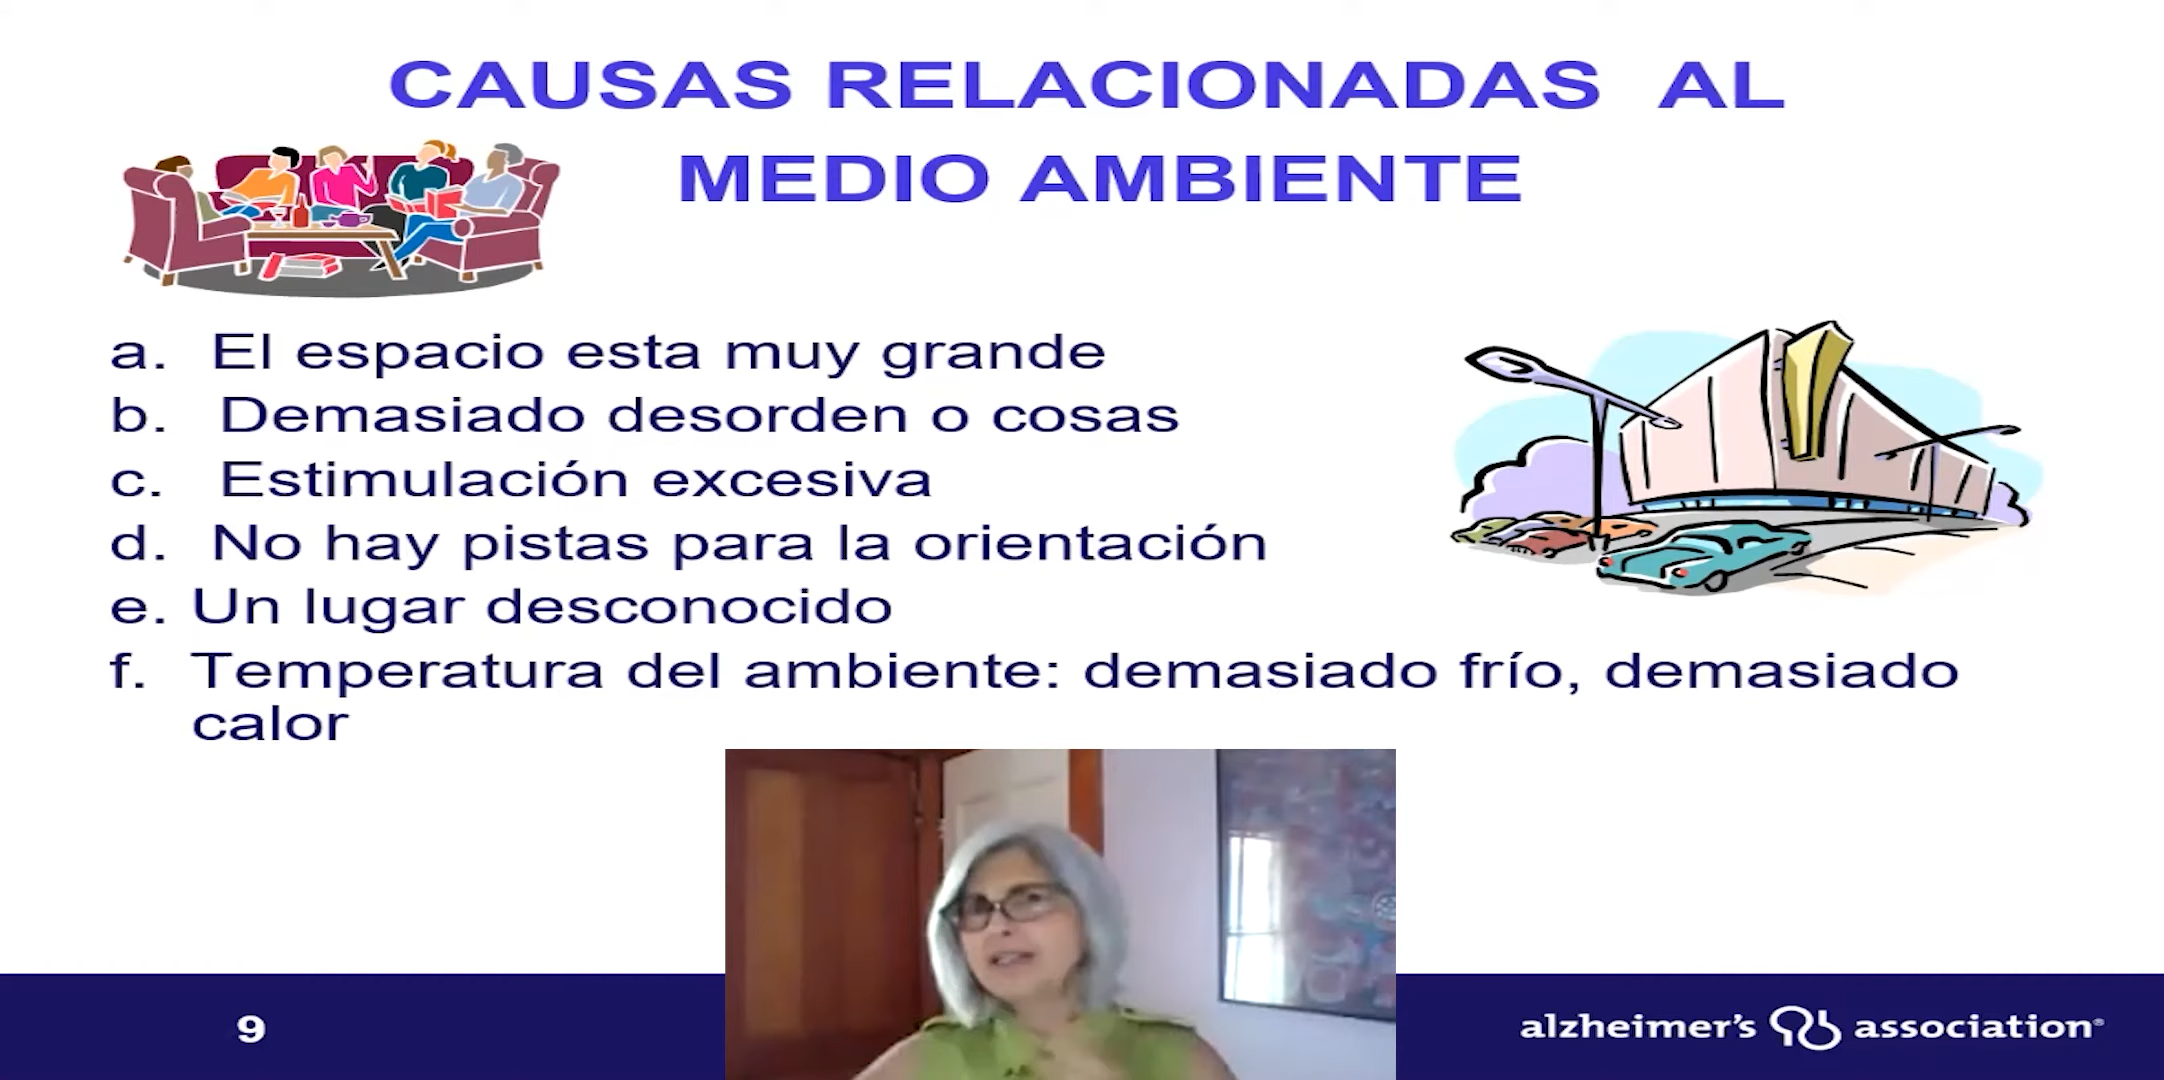 CAUSAS RELACIONADAS AL
MEDIO AMBIENTE
a. El espacio esta muy grande
b. Demasiado desorden o cosas
c. Estimulación excesiva
d. No hay pistas para la orientación
e. Un lugar desconocido
f. Temperatura del ambiente: demasiado frío, demasiado
calor
9
alzheimer's association®